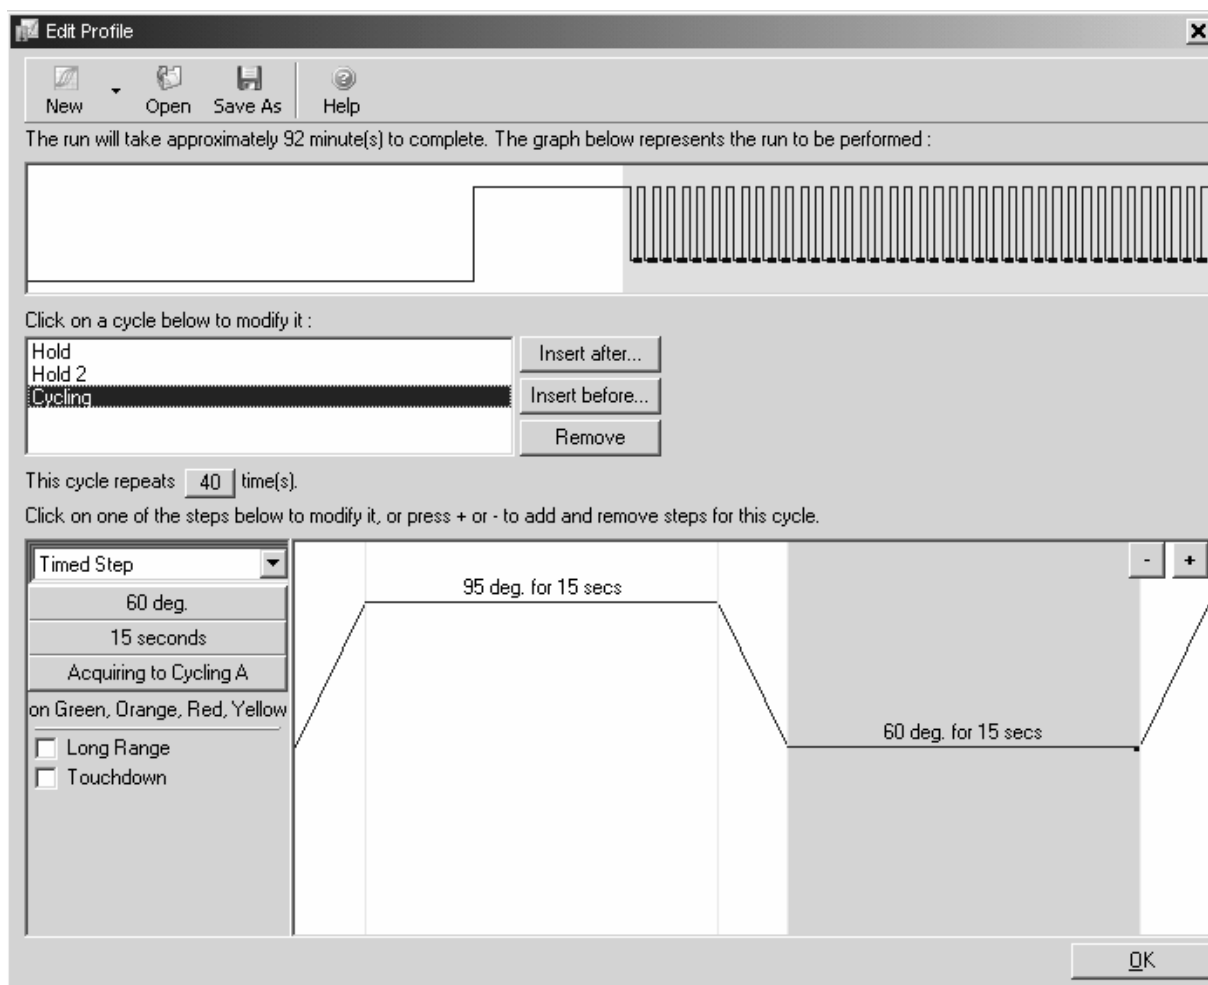 Edit Profile
New Open Save As Help
The run will take approximately 92 minute(s) to complete. The graph below represents the run to be performed :
Click on a cycle below to modify it :
Hold
Hold 2
Cycling
Insert after...
Insert before...
Remove
This cycle repeats 40 time(s).
Click on one of the steps below to modify it, or press + or - to add and remove steps for this cycle.
Timed Step
60 deg.
15 seconds
Acquiring to Cycling A
on Green, Orange, Red, Yellow
Long Range
Touchdown
95 deg. for 15 secs
60 deg. for 15 secs
- +
OK